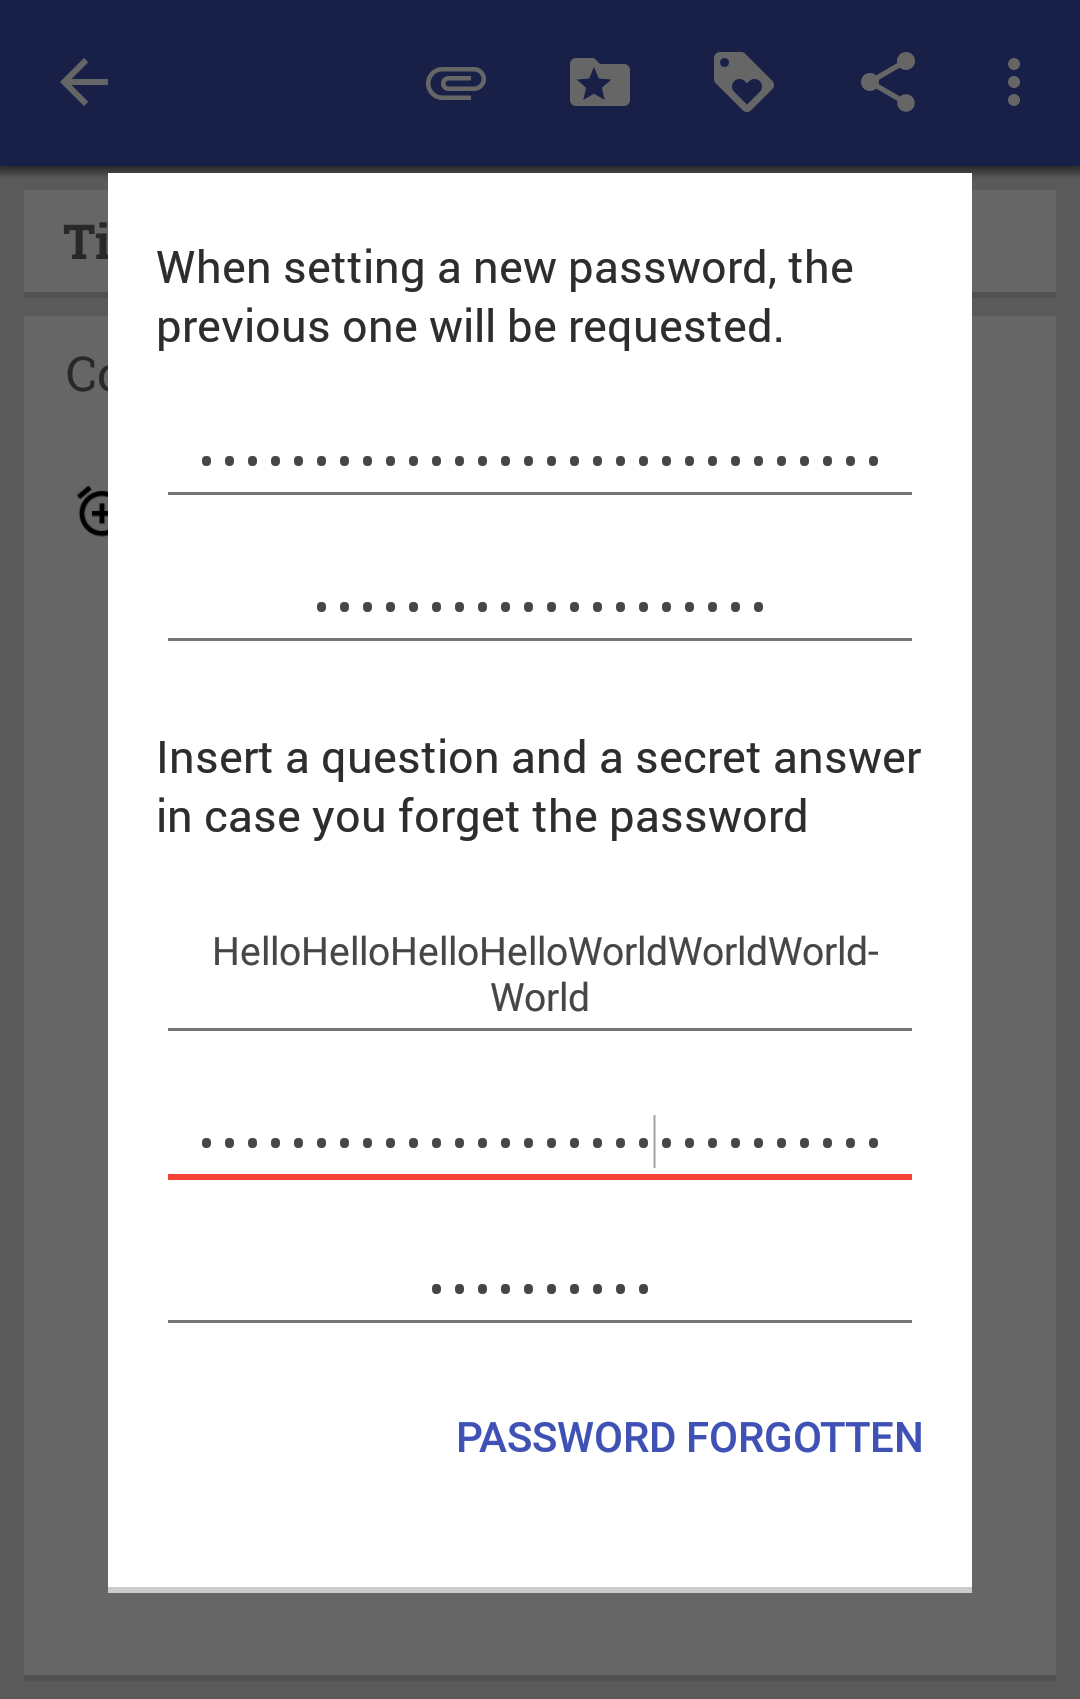 Ti
When setting a new password, the
previous one will be requested.
Co
••••••••••••••••••••••••••••••
••••••••••••••••••••
Insert a question and a secret answer
in case you forget the password
HelloHelloHelloHelloWorldWorldWorld-
World
••••••••••••••••••••••••••••••
••••••••••
PASSWORD FORGOTTEN